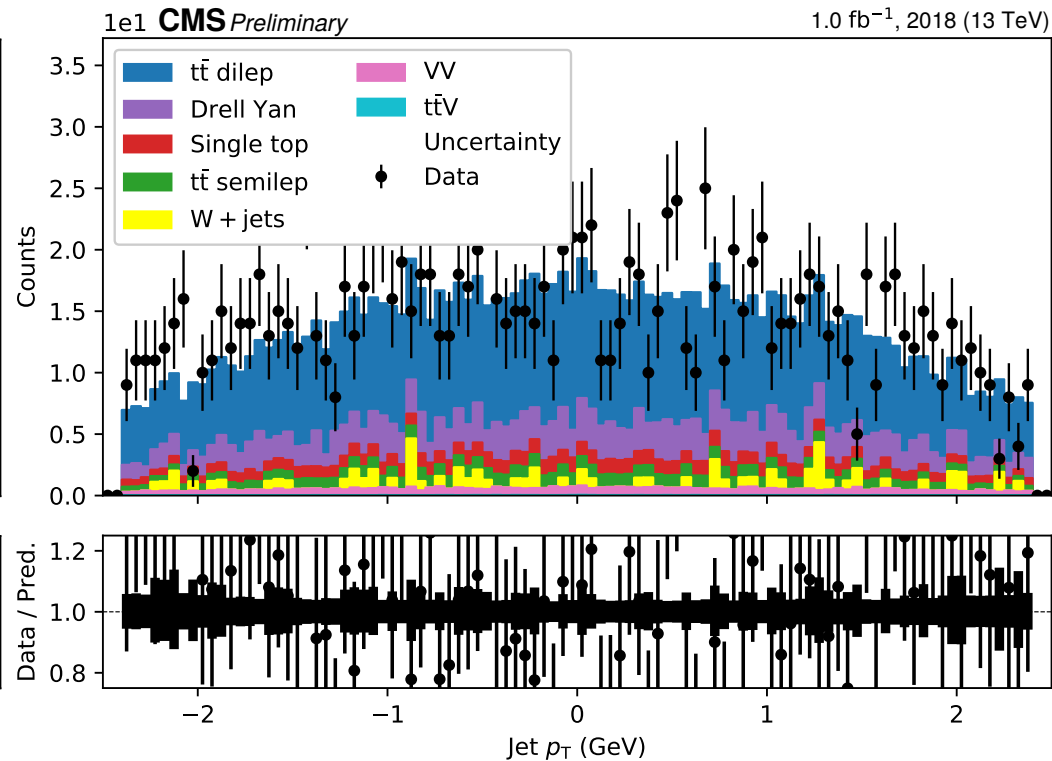 1e1 CMS Preliminary 1.0 fb⁻¹, 2018 (13 TeV)
3.5
3.0
2.5
2.0
1.5
1.0
0.5
0.0
Counts
tt̄ dilep
Drell Yan
Single top
tt̄ semilep
W + jets
VV
tt̄V
Uncertainty
Data
1.2
1.0
0.8
Data / Pred.
−2 −1 0 1 2
Jet p_T (GeV)